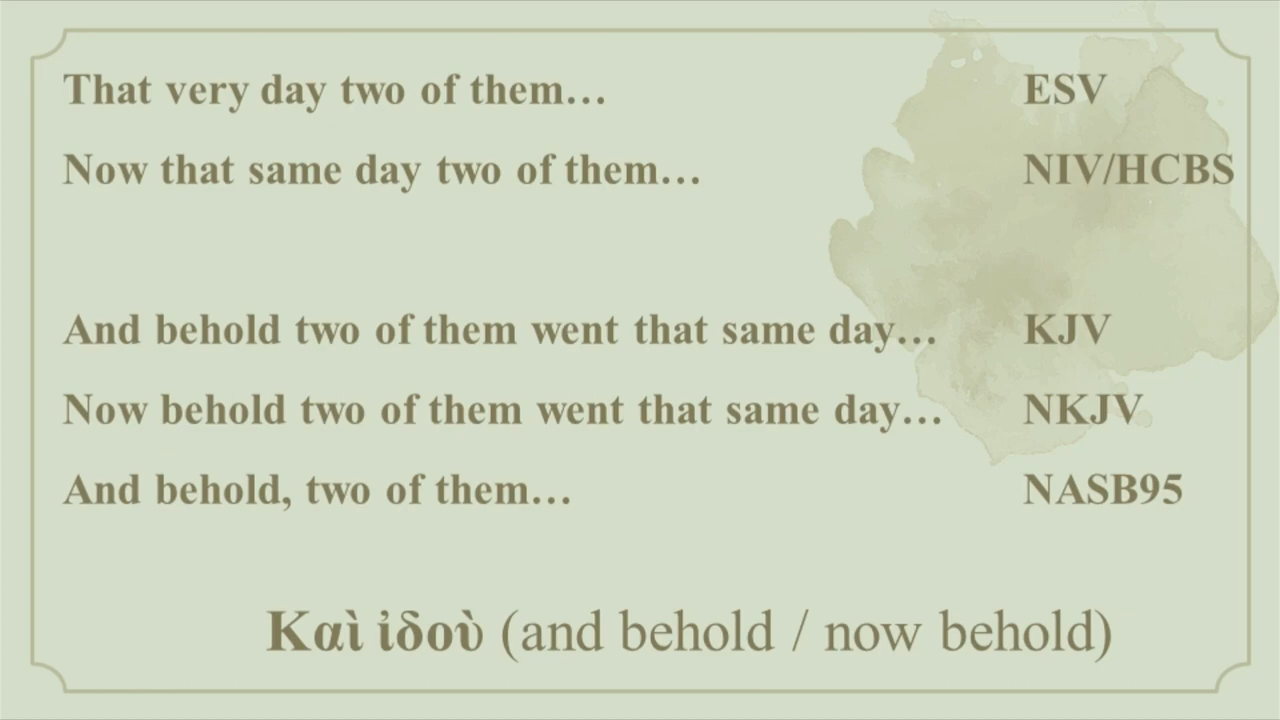 That very day two of them… ESV
Now that same day two of them… NIV/HCBS
And behold two of them went that same day… KJV
Now behold two of them went that same day… NKJV
And behold, two of them… NASB95
Καὶ ἰδοὺ (and behold / now behold)